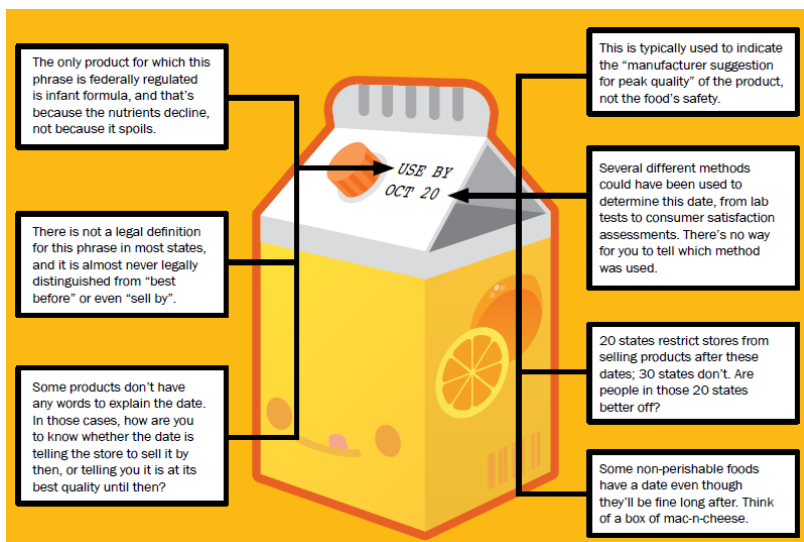 The only product for which this
phrase is federally regulated
is infant formula, and that's
because the nutrients decline,
not because it spoils.
There is not a legal definition
for this phrase in most states,
and it is almost never legally
distinguished from “best
before” or even “sell by”.
Some products don't have
any words to explain the date.
In those cases, how are you
to know whether the date is
telling the store to sell it by
then, or telling you it is at its
best quality until then?
USE BY
OCT 20
This is typically used to indicate
the “manufacturer suggestion
for peak quality” of the product,
not the food's safety.
Several different methods
could have been used to
determine this date, from lab
tests to consumer satisfaction
assessments. There's no way
for you to tell which method
was used.
20 states restrict stores from
selling products after these
dates; 30 states don't. Are
people in those 20 states
better off?
Some non-perishable foods
have a date even though
they'll be fine long after. Think
of a box of mac-n-cheese.